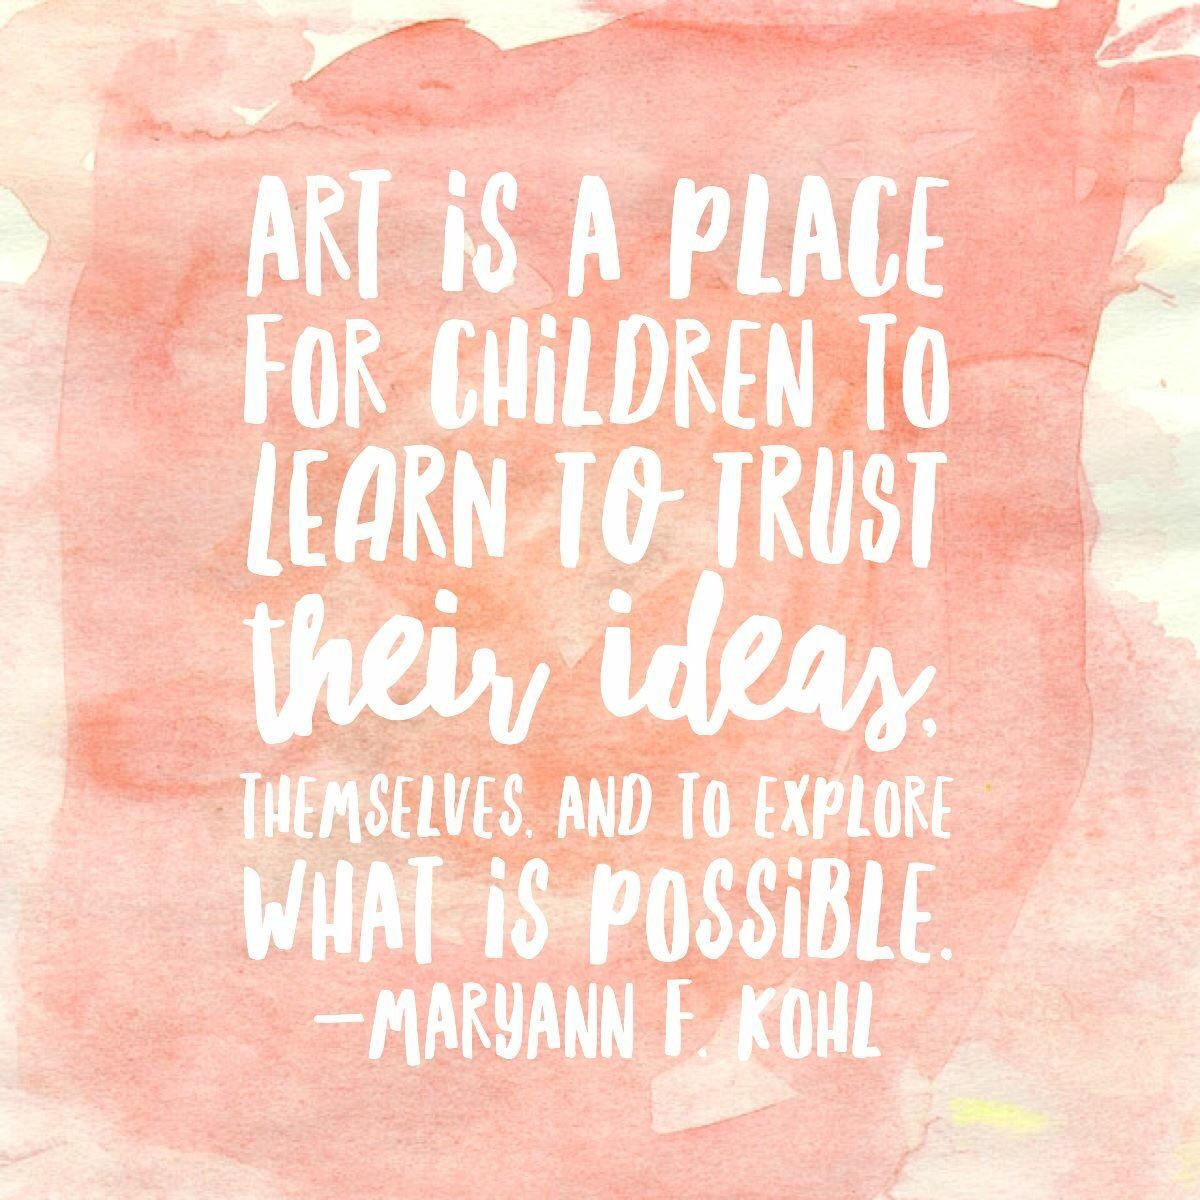 ART iS A PLACE
FOR CHiLDREN TO
LEARN TO TRUST
their ideas,
THEMSELVES, AND TO EXPLORE
WHAT iS POSSiBLE.
—MARYANN F. KOHL